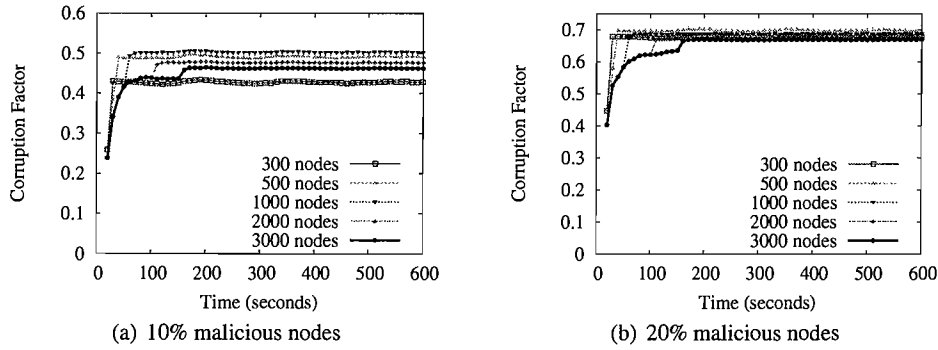 Corruption Factor
0.6
0.5
0.4
0.3
0.2
0.1
0
300 nodes
500 nodes
1000 nodes
2000 nodes
3000 nodes
0 100 200 300 400 500 600
Time (seconds)
(a) 10% malicious nodes
Corruption Factor
0.7
0.6
0.5
0.4
0.3
0.2
0.1
0
300 nodes
500 nodes
1000 nodes
2000 nodes
3000 nodes
0 100 200 300 400 500 600
Time (seconds)
(b) 20% malicious nodes